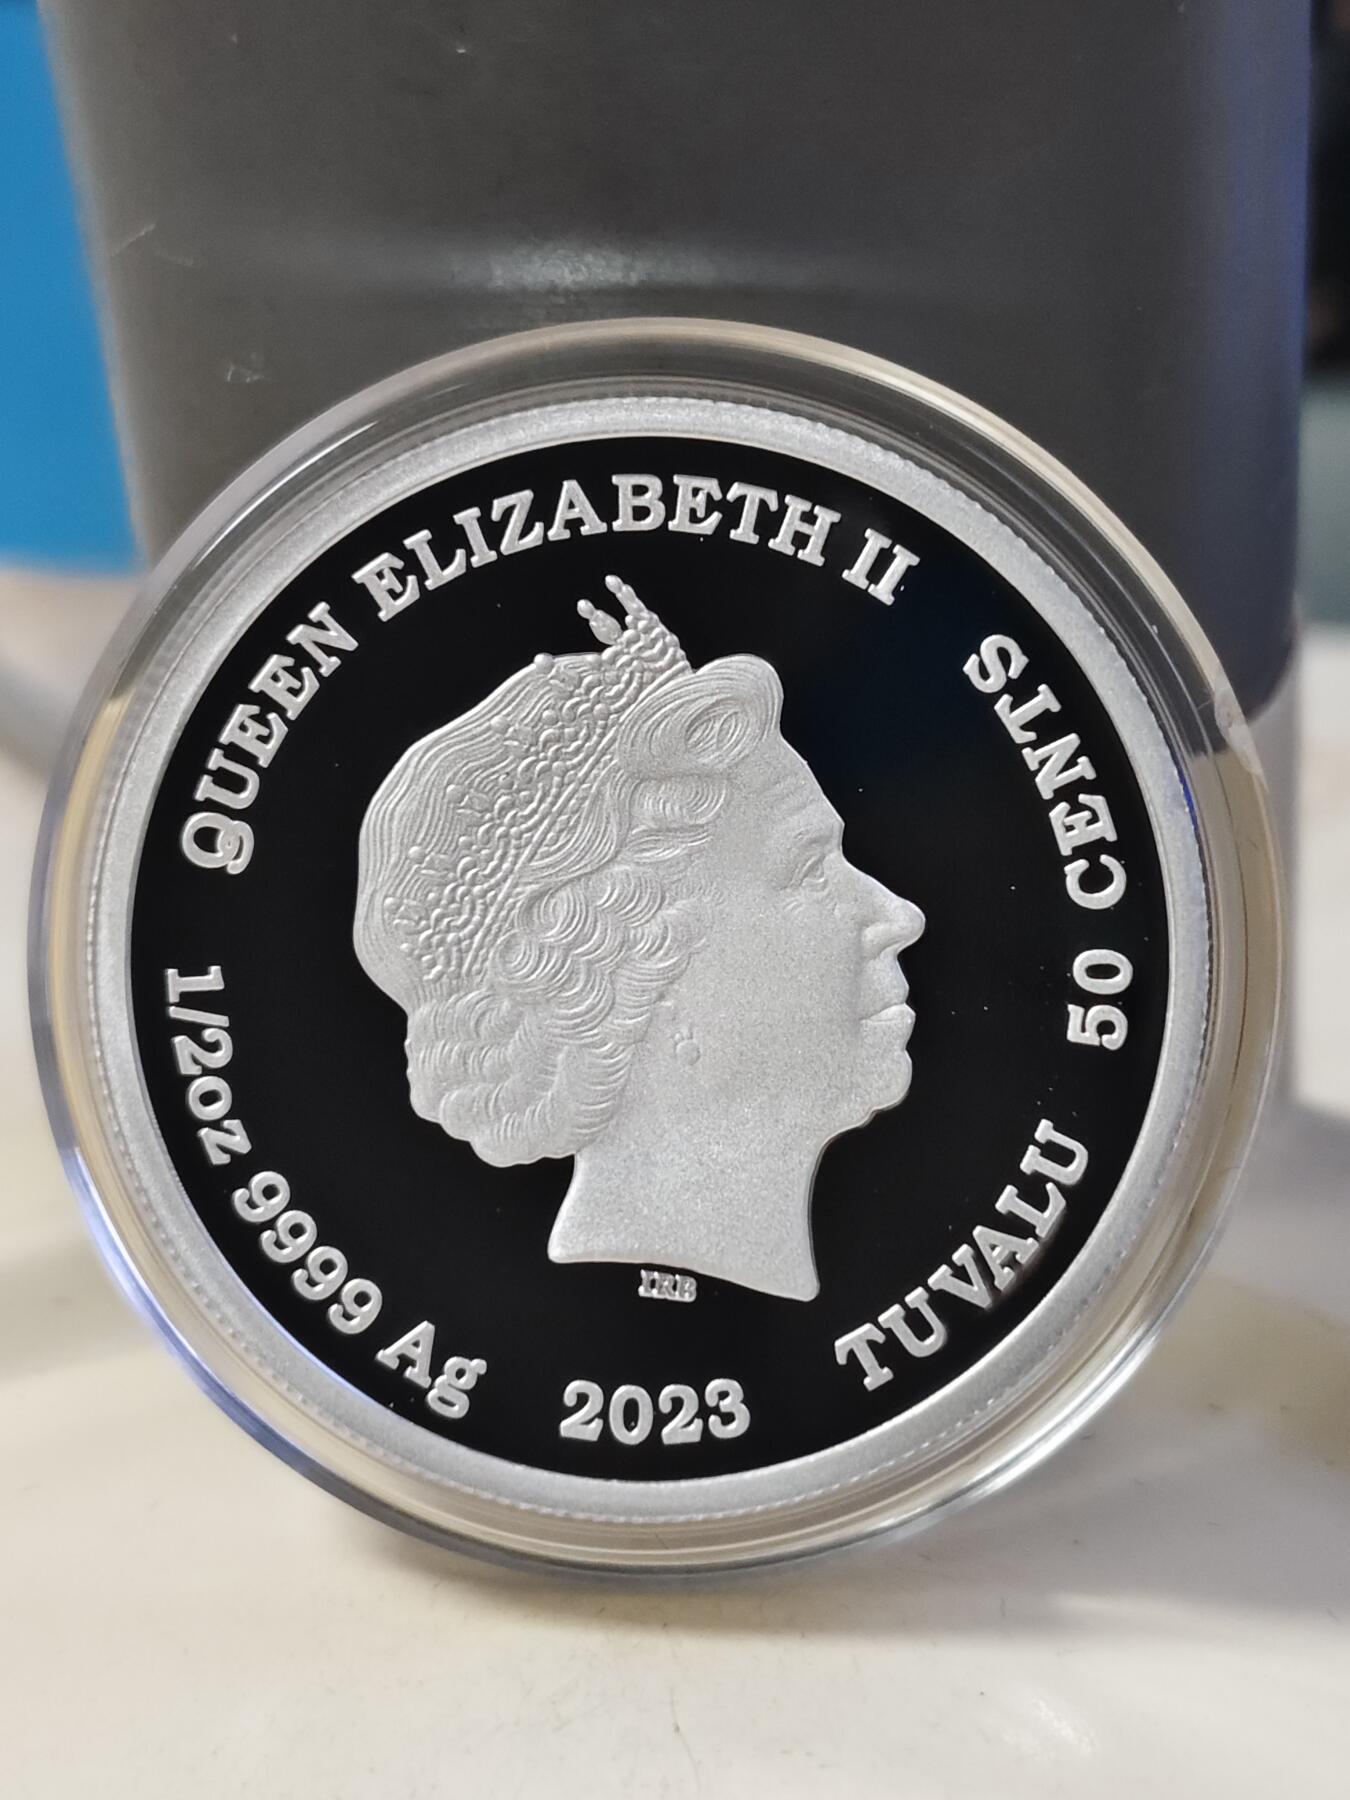 QUEEN ELIZABETH II
50 CENTS
TUVALU
2023
1/2oz 9999 Ag
IRB